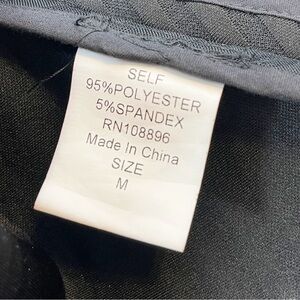 SELF
95%POLYESTER
5%SPANDEX
RN108896
Made In China
SIZE
M